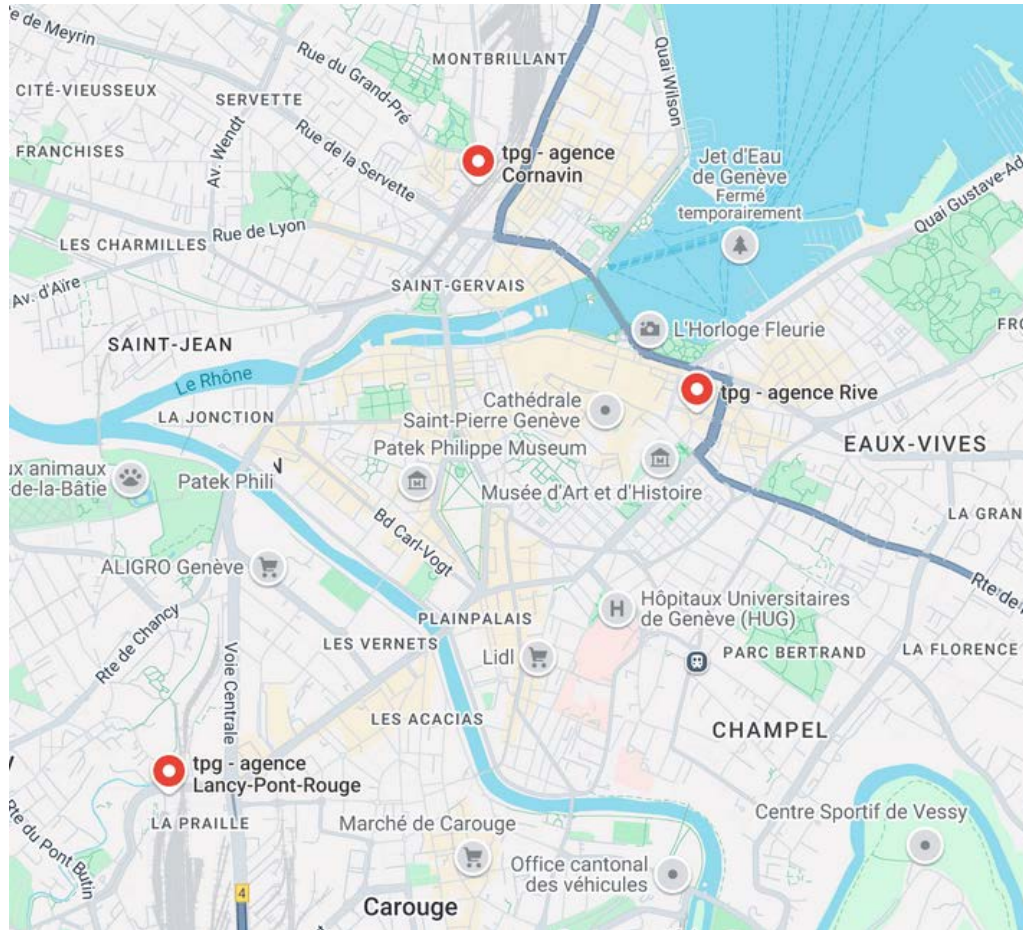 e de Meyrin
Rue du Grand-Pré
MONTBRILLANT
Quai Wilson
CITÉ-VIEUSSEUX
SERVETTE
Av. Wendt
Rue de la Servette
FRANCHISES
tpg - agence
Cornavin
Jet d'Eau
de Genève
Fermé
temporairement
Quai Gustave-Ad
LES CHARMILLES
Rue de Lyon
Av. d'Aire
SAINT-GERVAIS
SAINT-JEAN
L'Horloge Fleurie
FRO
Le Rhône
tpg - agence Rive
LA JONCTION
Cathédrale
Saint-Pierre Genève
Patek Philippe Museum
EAUX-VIVES
ux animaux
-de-la-Bâtie
Patek Phili
N
Musée d'Art et d'Histoire
LA GRAN
Bd Carl-Vogt
ALIGRO Genève
Rte de
Hôpitaux Universitaires
de Genève (HUG)
H
PLAINPALAIS
Rte de Chancy
LES VERNETS
Lidl
PARC BERTRAND
LA FLORENCE
Voie Centrale
LES ACACIAS
CHAMPEL
tpg - agence
Lancy-Pont-Rouge
Rte du Pont Butin
LA PRAILLE
Marché de Carouge
Centre Sportif de Vessy
Office cantonal
des véhicules
4
Carouge